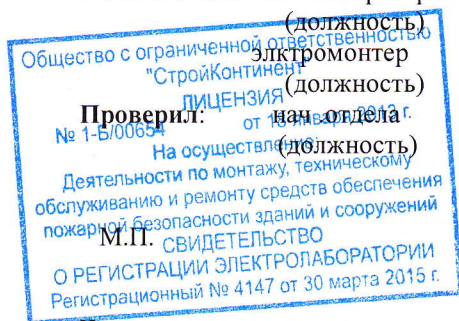 (должность)
Общество с ограниченной ответственностью
элктромонтер
"СтройКонтинент"
(должность)
ЛИЦЕНЗИЯ
Проверил: нач отдела
№ 1-Б/00654 от января г.
(должность)
На осуществление:
Деятельности по монтажу, техническому
обслуживанию и ремонту средств обеспечения
пожарной безопасности зданий и сооружений
М.П.
СВИДЕТЕЛЬСТВО
О РЕГИСТРАЦИИ ЭЛЕКТРОЛАБОРАТОРИИ
Регистрационный № 4147 от 30 марта 2015 г.